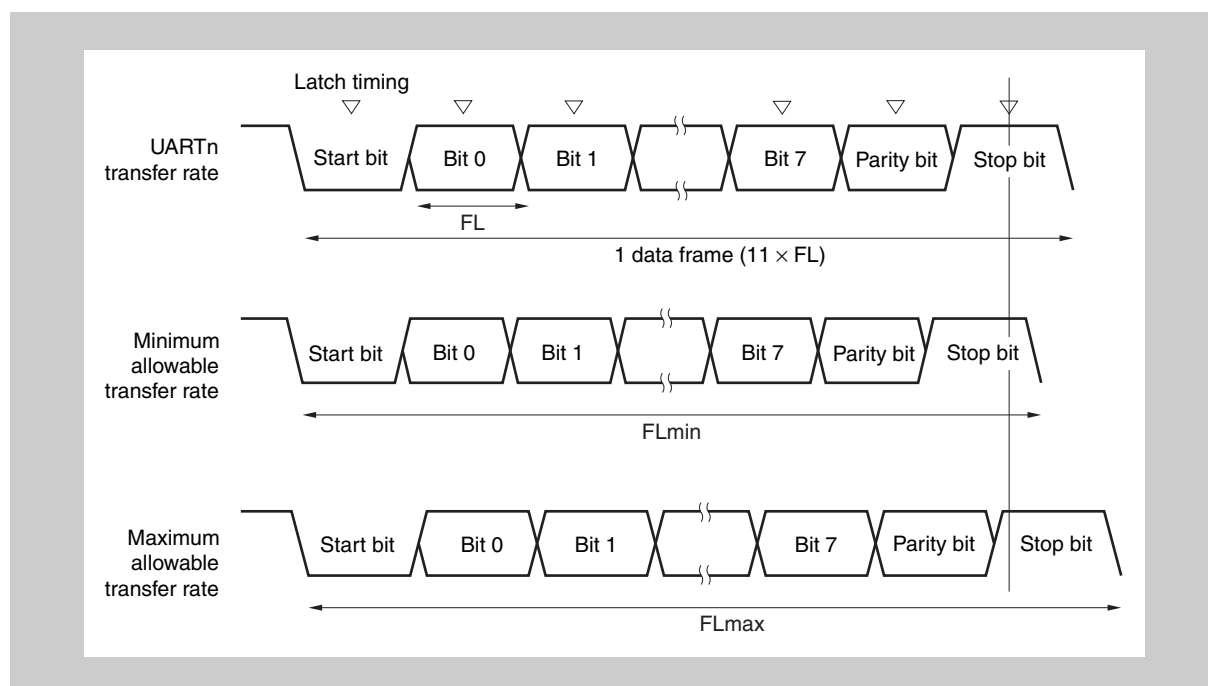 Latch timing
UARTn
transfer rate
Start bit
Bit 0
Bit 1
Bit 7
Parity bit
Stop bit
FL
1 data frame (11 × FL)
Minimum
allowable
transfer rate
Start bit
Bit 0
Bit 1
Bit 7
Parity bit
Stop bit
FLmin
Maximum
allowable
transfer rate
Start bit
Bit 0
Bit 1
Bit 7
Parity bit
Stop bit
FLmax